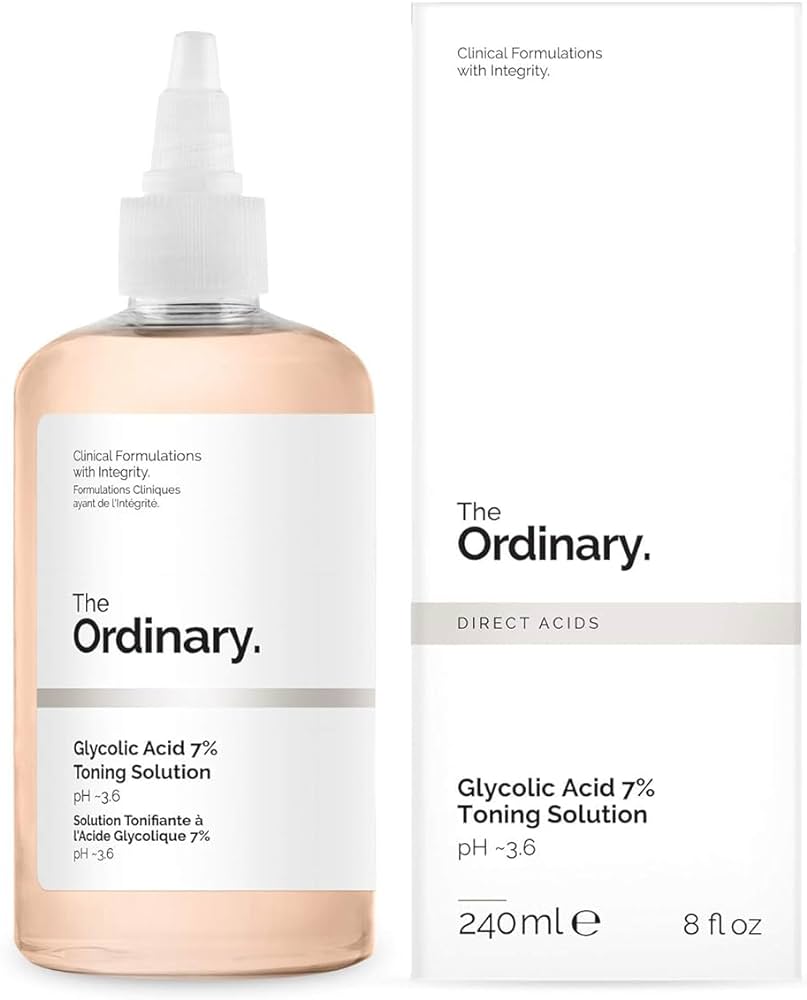 Clinical Formulations
with Integrity.
Formulations Cliniques
ayant de l'Intégrité.
The
Ordinary.
Glycolic Acid 7%
Toning Solution
pH ~3.6
Solution Tonifiante à
l'Acide Glycolique 7%
pH ~3.6
Clinical Formulations
with Integrity.
The
Ordinary.
DIRECT ACIDS
Glycolic Acid 7%
Toning Solution
pH ~3.6
240ml ℮ 8 fl oz